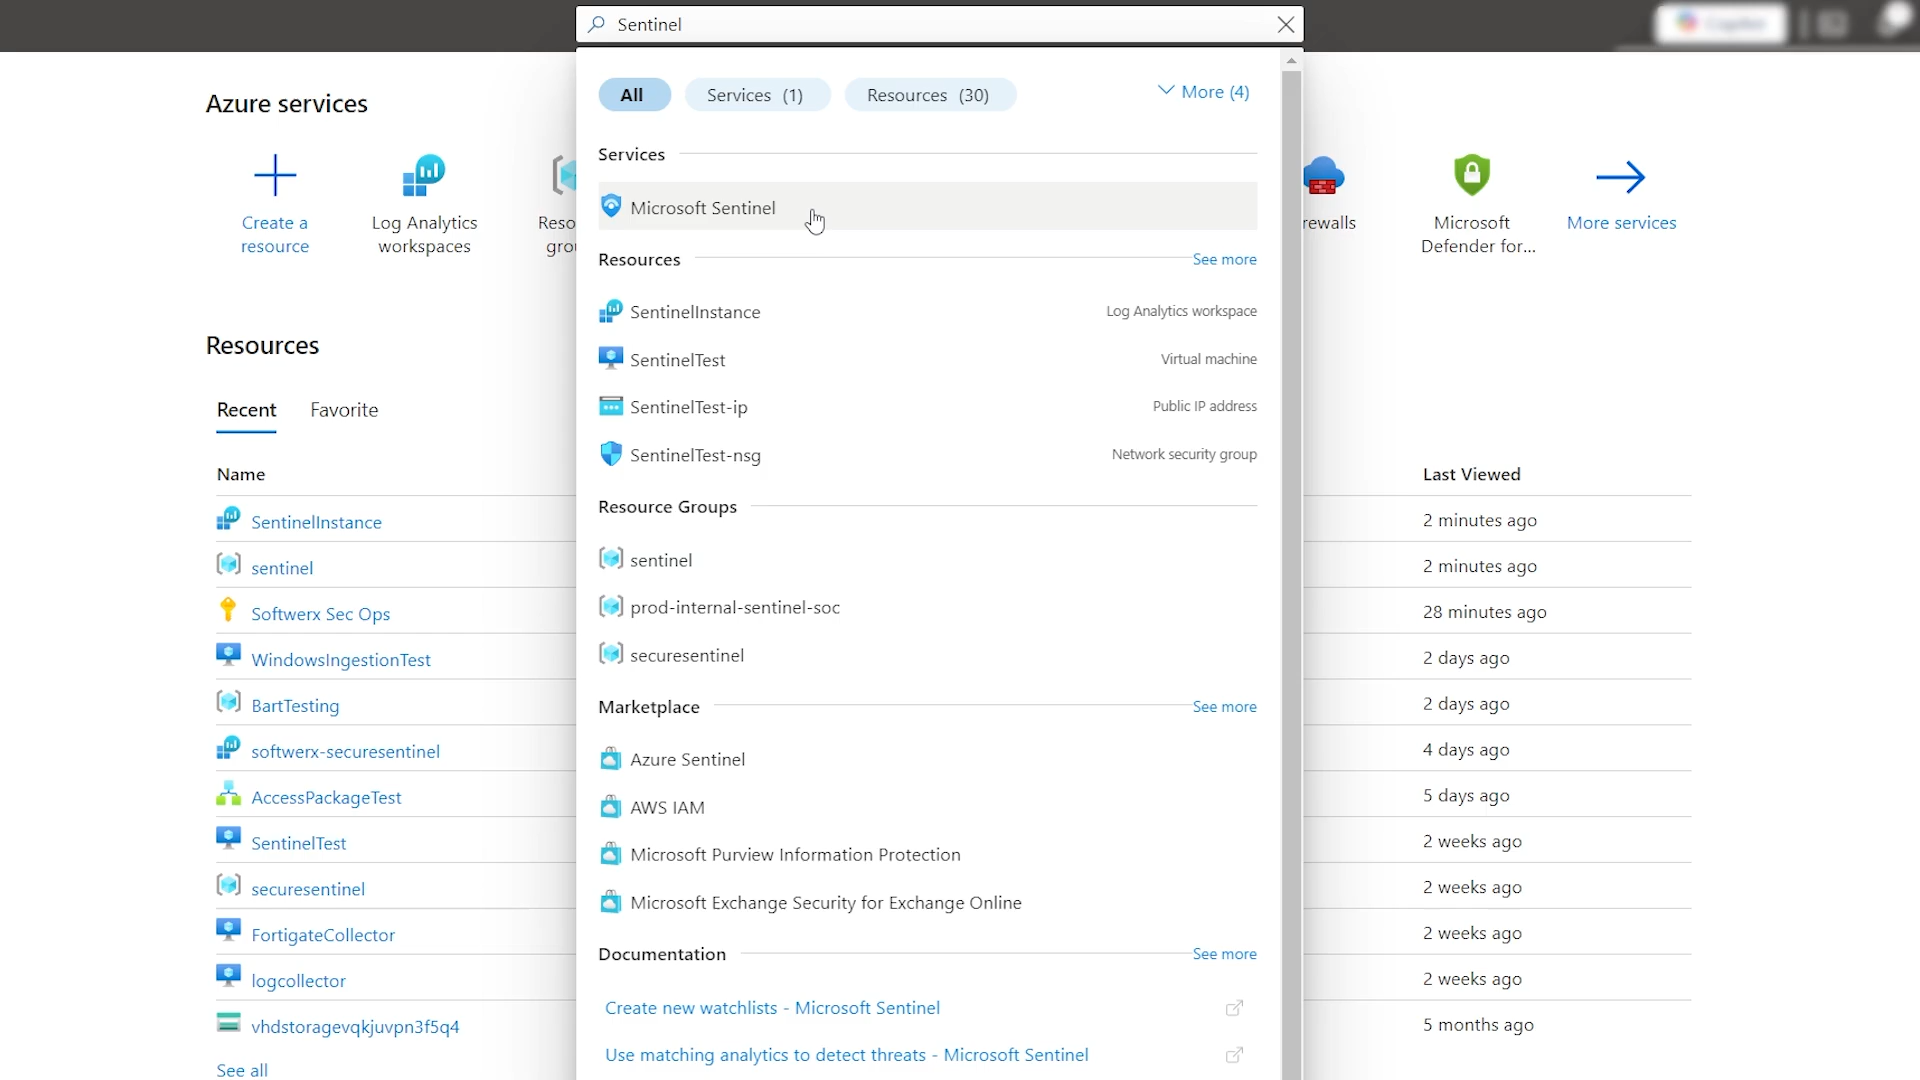 Sentinel
Azure services
Create a
resource
Log Analytics
workspaces
Reso
grou
rewalls
Microsoft
Defender for...
More services
All
Services (1)
Resources (30)
More (4)
Services
Microsoft Sentinel
Resources
See more
SentinelInstance
Log Analytics workspace
SentinelTest
Virtual machine
SentinelTest-ip
Public IP address
SentinelTest-nsg
Network security group
Resource Groups
sentinel
prod-internal-sentinel-soc
securesentinel
Marketplace
See more
Azure Sentinel
AWS IAM
Microsoft Purview Information Protection
Microsoft Exchange Security for Exchange Online
Documentation
See more
Create new watchlists - Microsoft Sentinel
Use matching analytics to detect threats - Microsoft Sentinel
Resources
Recent
Favorite
Name
Last Viewed
SentinelInstance
2 minutes ago
sentinel
2 minutes ago
Softwerx Sec Ops
28 minutes ago
WindowsIngestionTest
2 days ago
BartTesting
2 days ago
softwerx-securesentinel
4 days ago
AccessPackageTest
5 days ago
SentinelTest
2 weeks ago
securesentinel
2 weeks ago
FortigateCollector
2 weeks ago
logcollector
2 weeks ago
vhdstoragevqkjuvpn3f5q4
5 months ago
See all